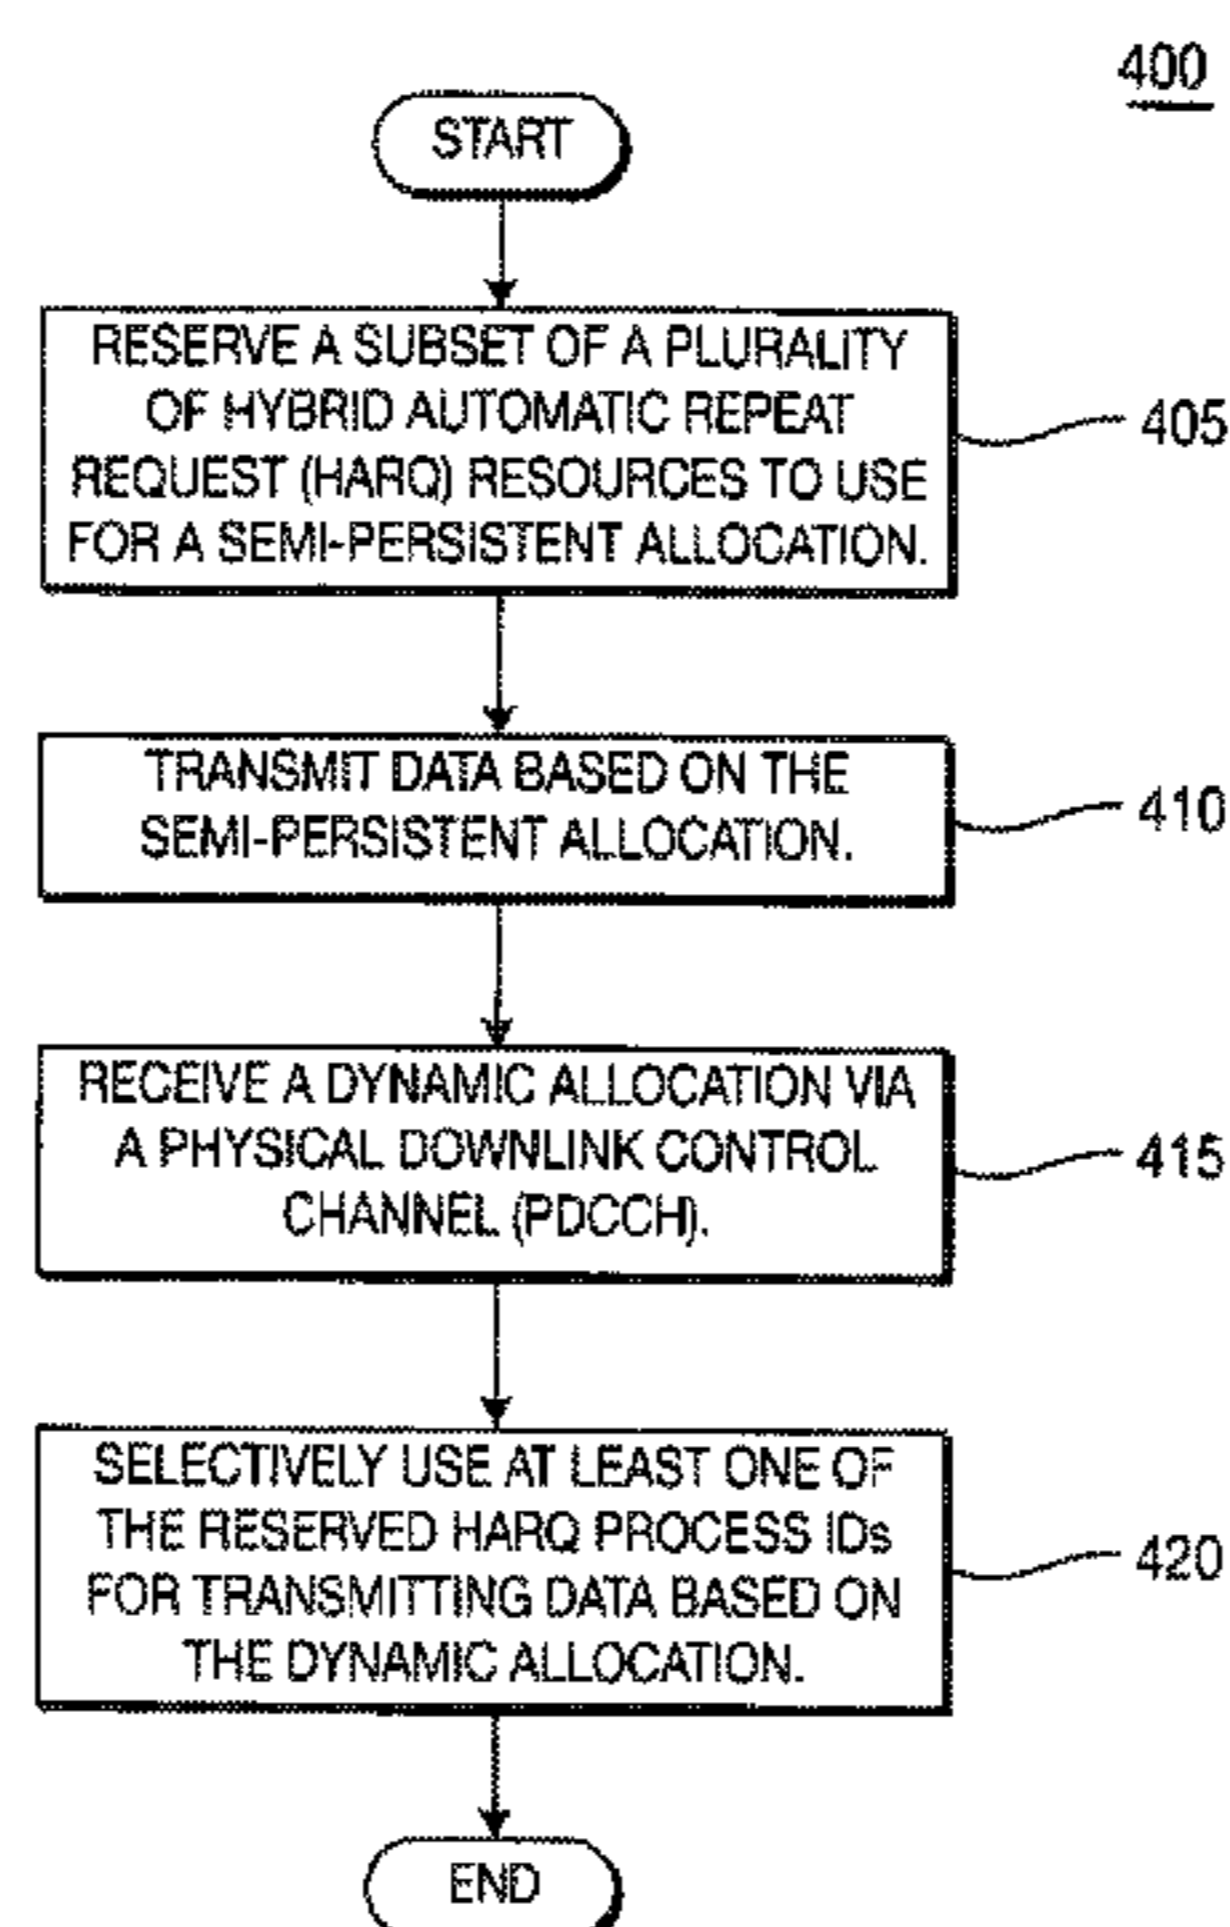 400
START
RESERVE A SUBSET OF A PLURALITY
OF HYBRID AUTOMATIC REPEAT
REQUEST (HARQ) RESOURCES TO USE
FOR A SEMI-PERSISTENT ALLOCATION.
405
TRANSMIT DATA BASED ON THE
SEMI-PERSISTENT ALLOCATION.
410
RECEIVE A DYNAMIC ALLOCATION VIA
A PHYSICAL DOWNLINK CONTROL
CHANNEL (PDCCH).
415
SELECTIVELY USE AT LEAST ONE OF
THE RESERVED HARQ PROCESS IDs
FOR TRANSMITTING DATA BASED ON
THE DYNAMIC ALLOCATION.
420
END